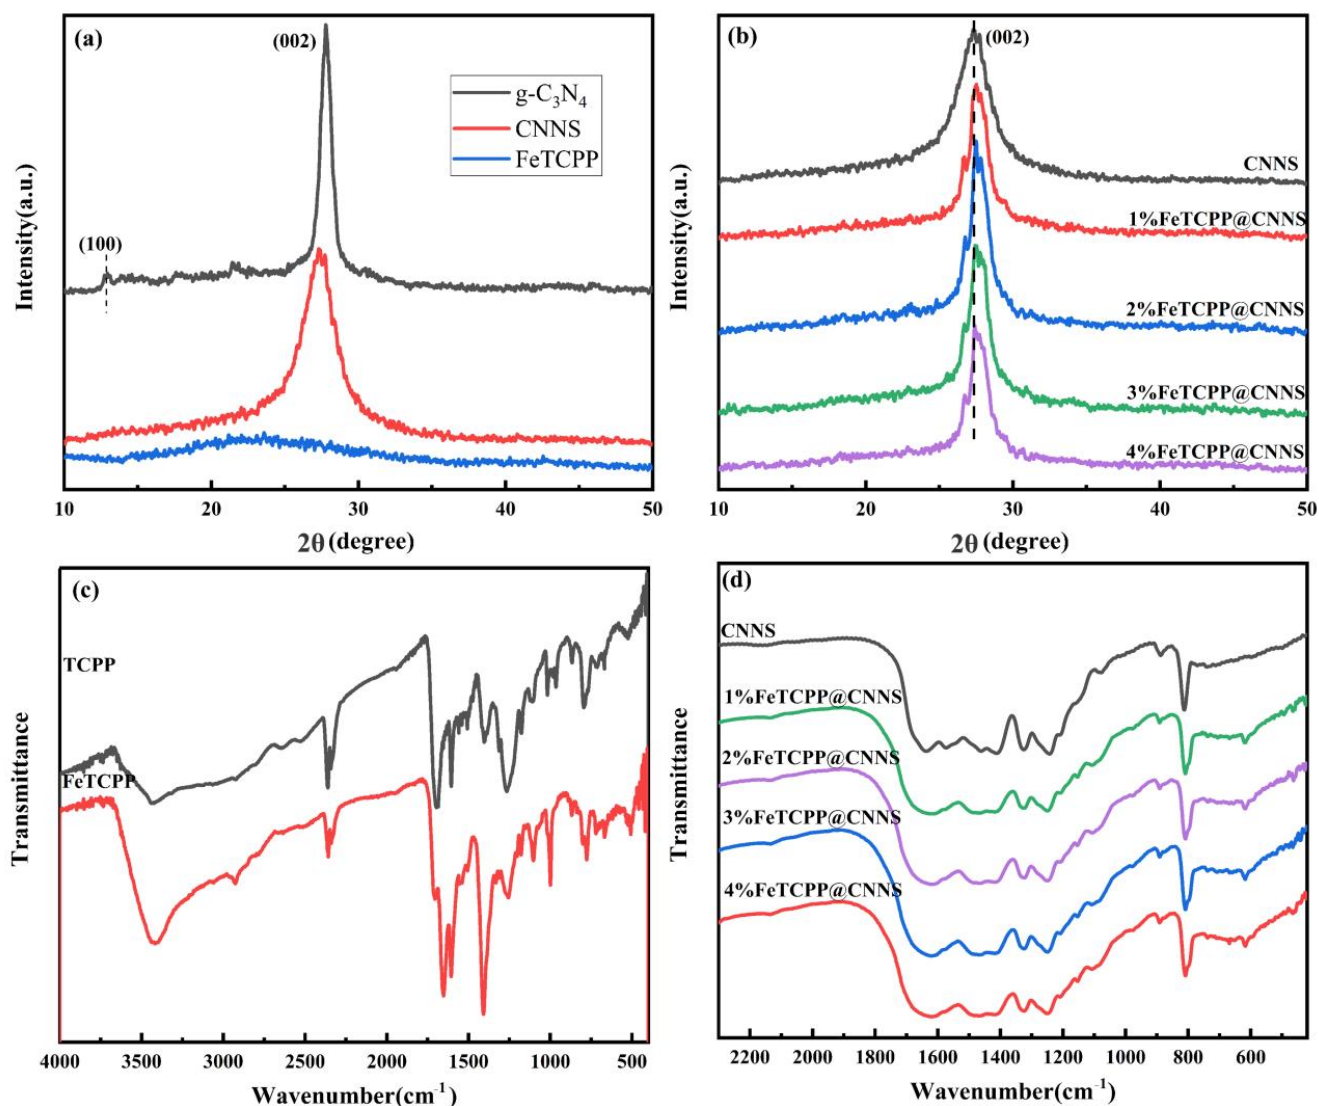 (a)
(002)
g-C₃N₄
CNNS
FeTCPP
(100)
Intensity(a.u.)
10 20 30 40 50
2θ (degree)
(b)
(002)
CNNS
1%FeTCPP@CNNS
2%FeTCPP@CNNS
3%FeTCPP@CNNS
4%FeTCPP@CNNS
Intensity(a.u.)
10 20 30 40 50
2θ (degree)
(c)
TCPP
FeTCPP
Transmittance
4000 3500 3000 2500 2000 1500 1000 500
Wavenumber(cm⁻¹)
(d)
CNNS
1%FeTCPP@CNNS
2%FeTCPP@CNNS
3%FeTCPP@CNNS
4%FeTCPP@CNNS
Transmittance
2200 2000 1800 1600 1400 1200 1000 800 600
Wavenumber(cm⁻¹)